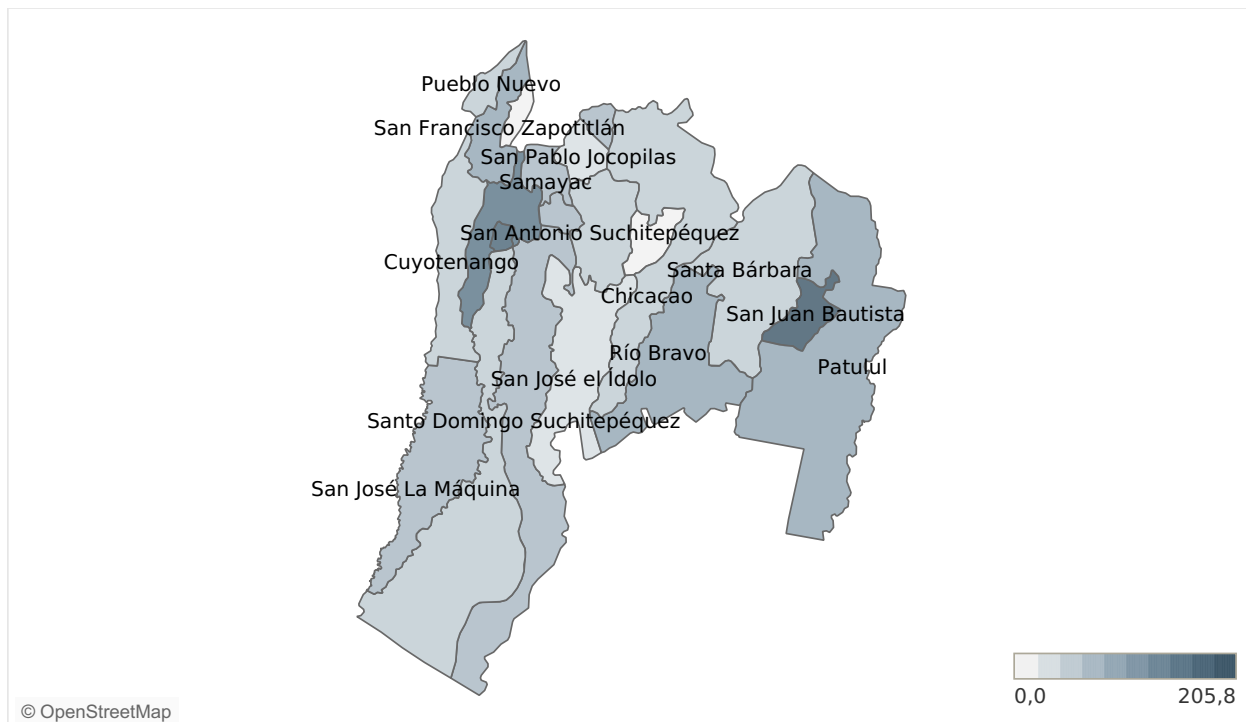 Pueblo Nuevo
San Francisco Zapotitlán
San Pablo Jocopilas
Samayac
San Antonio Suchitepéquez
Cuyotenango
Santa Bárbara
Chicacao
San Juan Bautista
Río Bravo
Patulul
San José el Ídolo
Santo Domingo Suchitepéquez
San José La Máquina
0,0 205,8
© OpenStreetMap